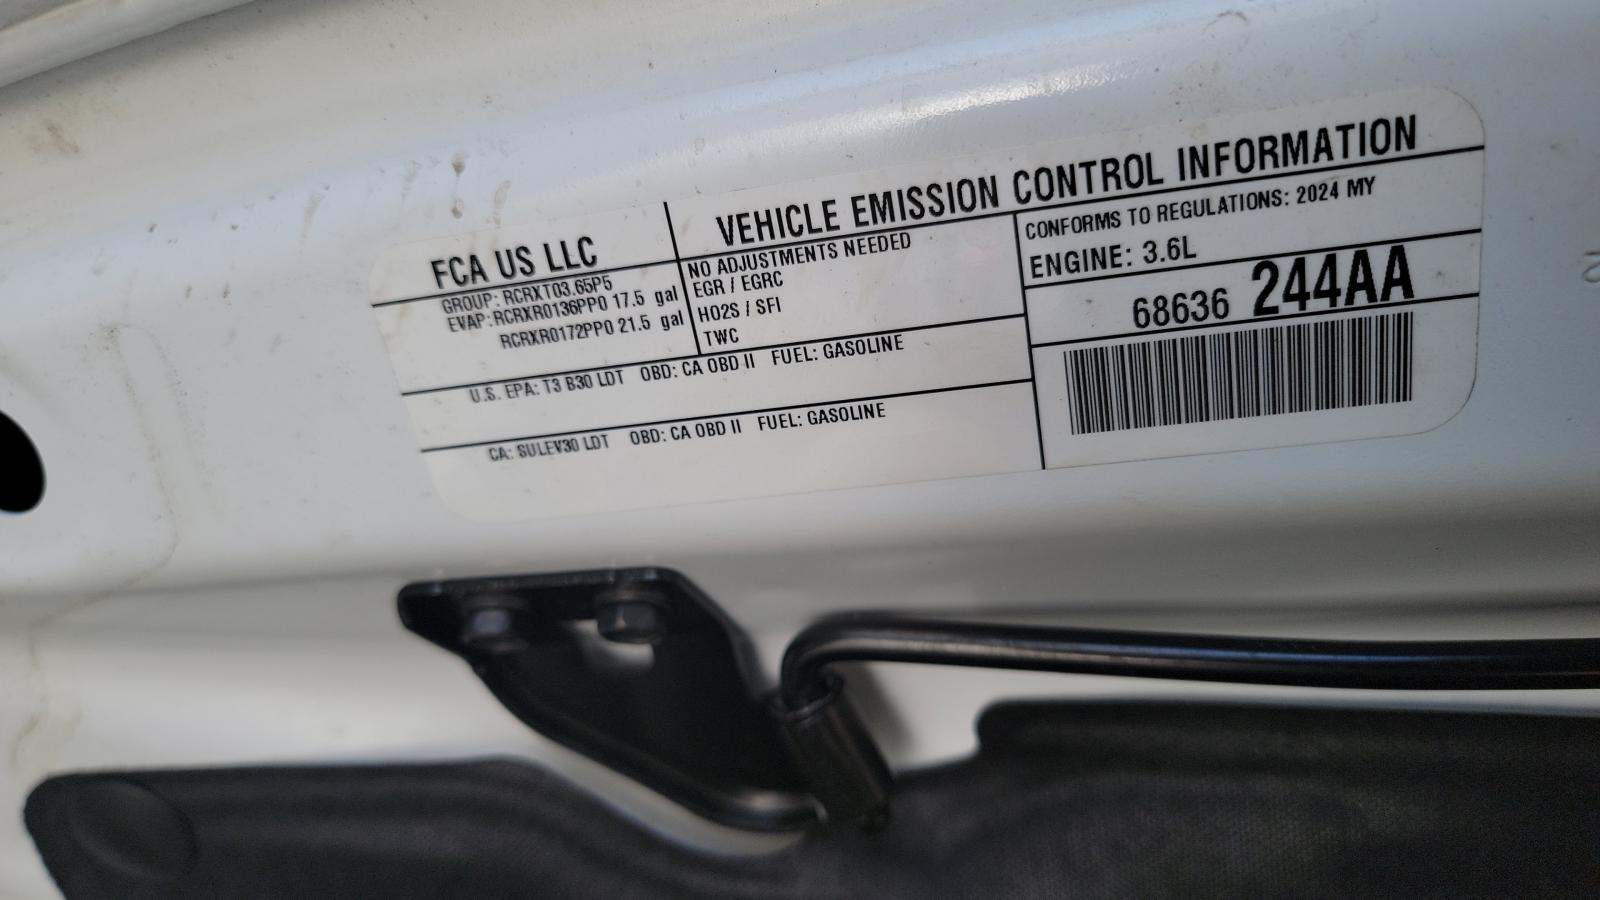 FCA US LLC
GROUP: RCRXT03.65P5
EVAP: RCRXR0136PP0 17.5 gal
RCRXR0172PP0 21.5 gal
VEHICLE EMISSION CONTROL INFORMATION
NO ADJUSTMENTS NEEDED
EGR / EGRC
HO2S / SFI
TWC
U.S. EPA: T3 B30 LDT OBD: CA OBD II FUEL: GASOLINE
CA: SULEV30 LDT OBD: CA OBD II FUEL: GASOLINE
CONFORMS TO REGULATIONS: 2024 MY
ENGINE: 3.6L
68636 244AA